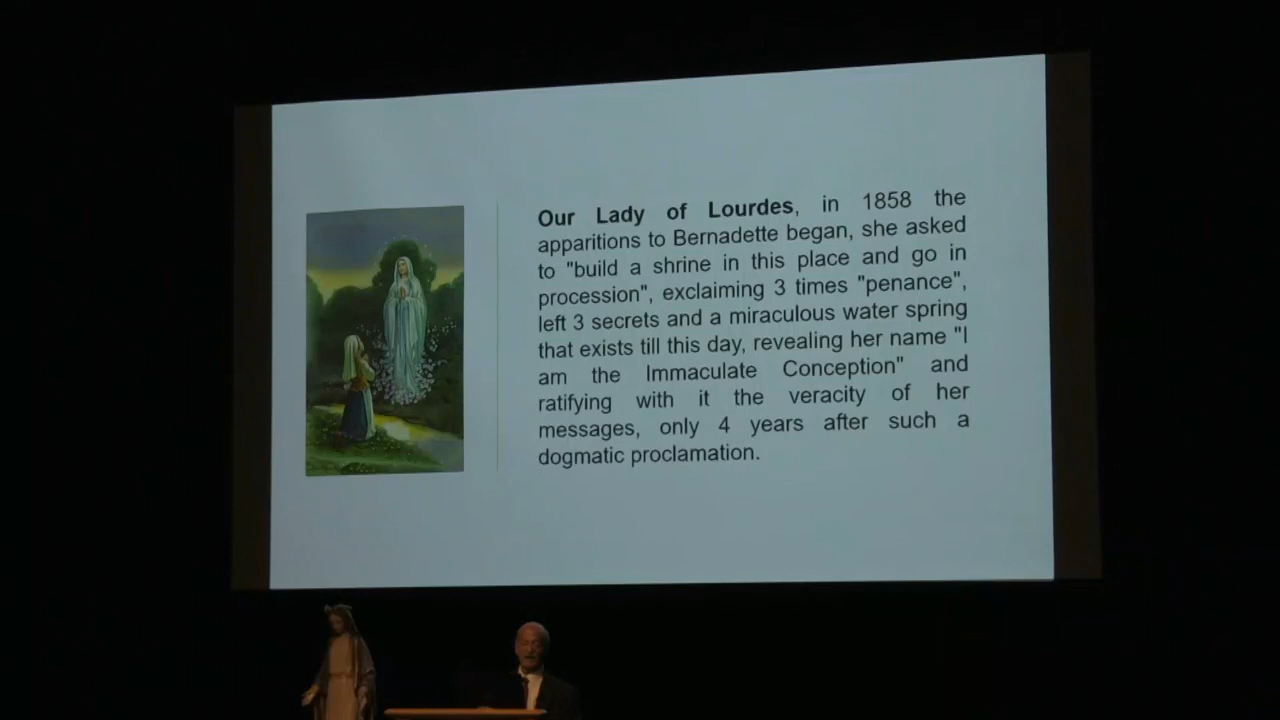 Our Lady of Lourdes, in 1858 the
apparitions to Bernadette began, she asked
to "build a shrine in this place and go in
procession", exclaiming 3 times "penance",
left 3 secrets and a miraculous water spring
that exists till this day, revealing her name "I
am the Immaculate Conception" and
ratifying with it the veracity of her
messages, only 4 years after such a
dogmatic proclamation.